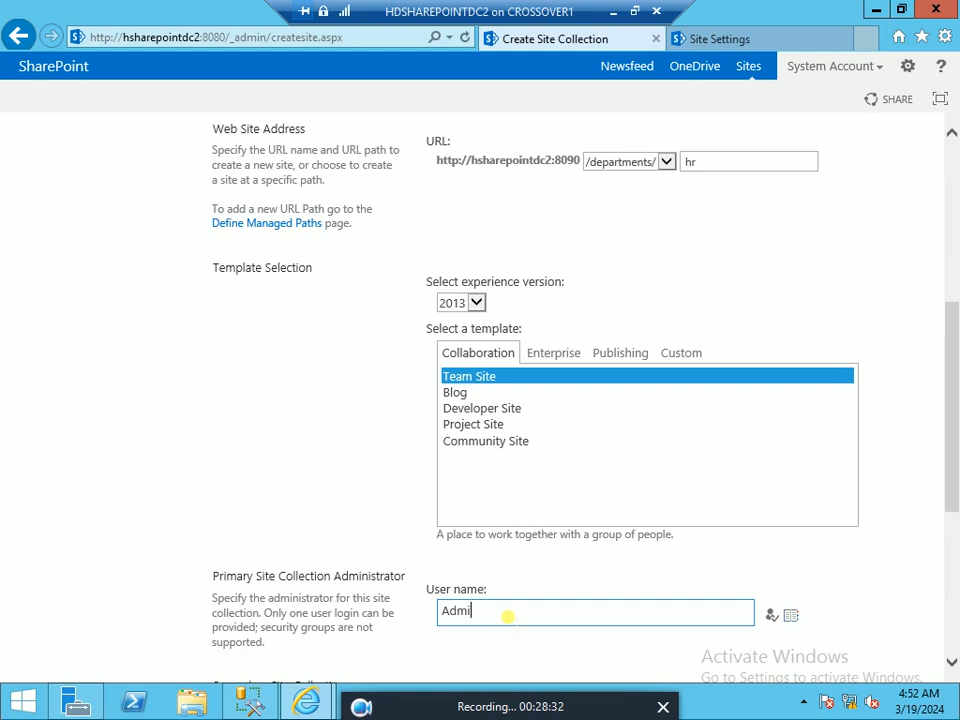 HDSHAREPOINTDC2 on CROSSOVER1
http://hsharepointdc2:8080/_admin/createsite.aspx
Create Site Collection
Site Settings
SharePoint
Newsfeed
OneDrive
Sites
System Account
SHARE
Web Site Address
Specify the URL name and URL path to
create a new site, or choose to create
a site at a specific path.
To add a new URL Path go to the
Define Managed Paths page.
URL:
http://hsharepointdc2:8090
/departments/
hr
Template Selection
Select experience version:
2013
Select a template:
Collaboration
Enterprise
Publishing
Custom
Team Site
Blog
Developer Site
Project Site
Community Site
A place to work together with a group of people.
Primary Site Collection Administrator
Specify the administrator for this site
collection. Only one user login can be
provided; security groups are not
supported.
User name:
Admi
Activate Windows
Go to Settings to activate Windows.
Recording... 00:28:32
4:52 AM
3/19/2024